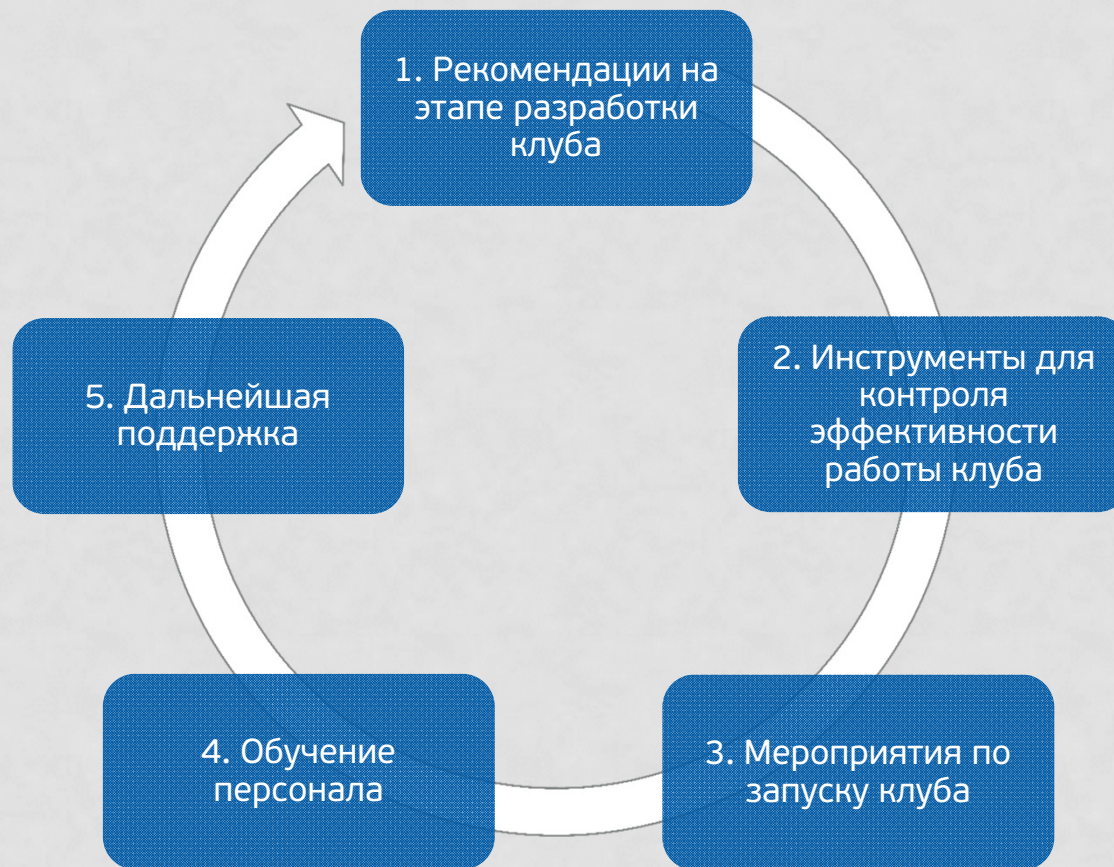 1. Рекомендации на
этапе разработки
клуба
2. Инструменты для
контроля
эффективности
работы клуба
3. Мероприятия по
запуску клуба
4. Обучение
персонала
5. Дальнейшая
поддержка